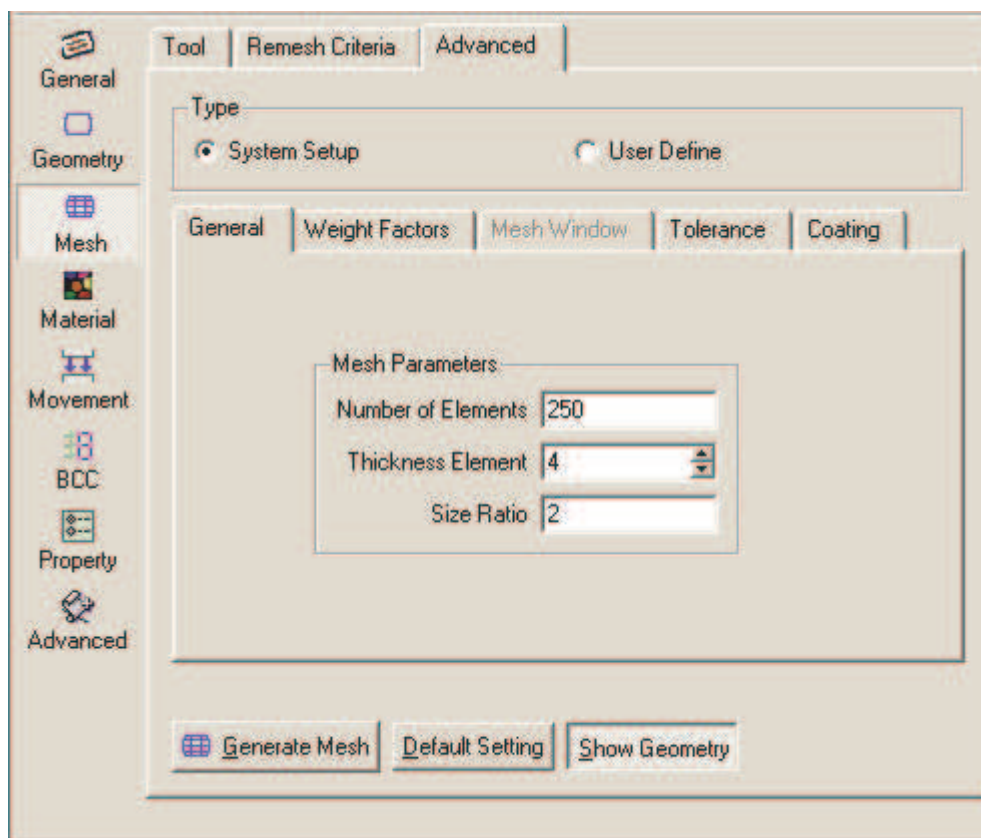 General
Geometry
Mesh
Material
Movement
BCC
Property
Advanced
Tool Remesh Criteria Advanced
Type
System Setup User Define
General Weight Factors Mesh Window Tolerance Coating
Mesh Parameters
Number of Elements 250
Thickness Element 4
Size Ratio 2
Generate Mesh Default Setting Show Geometry